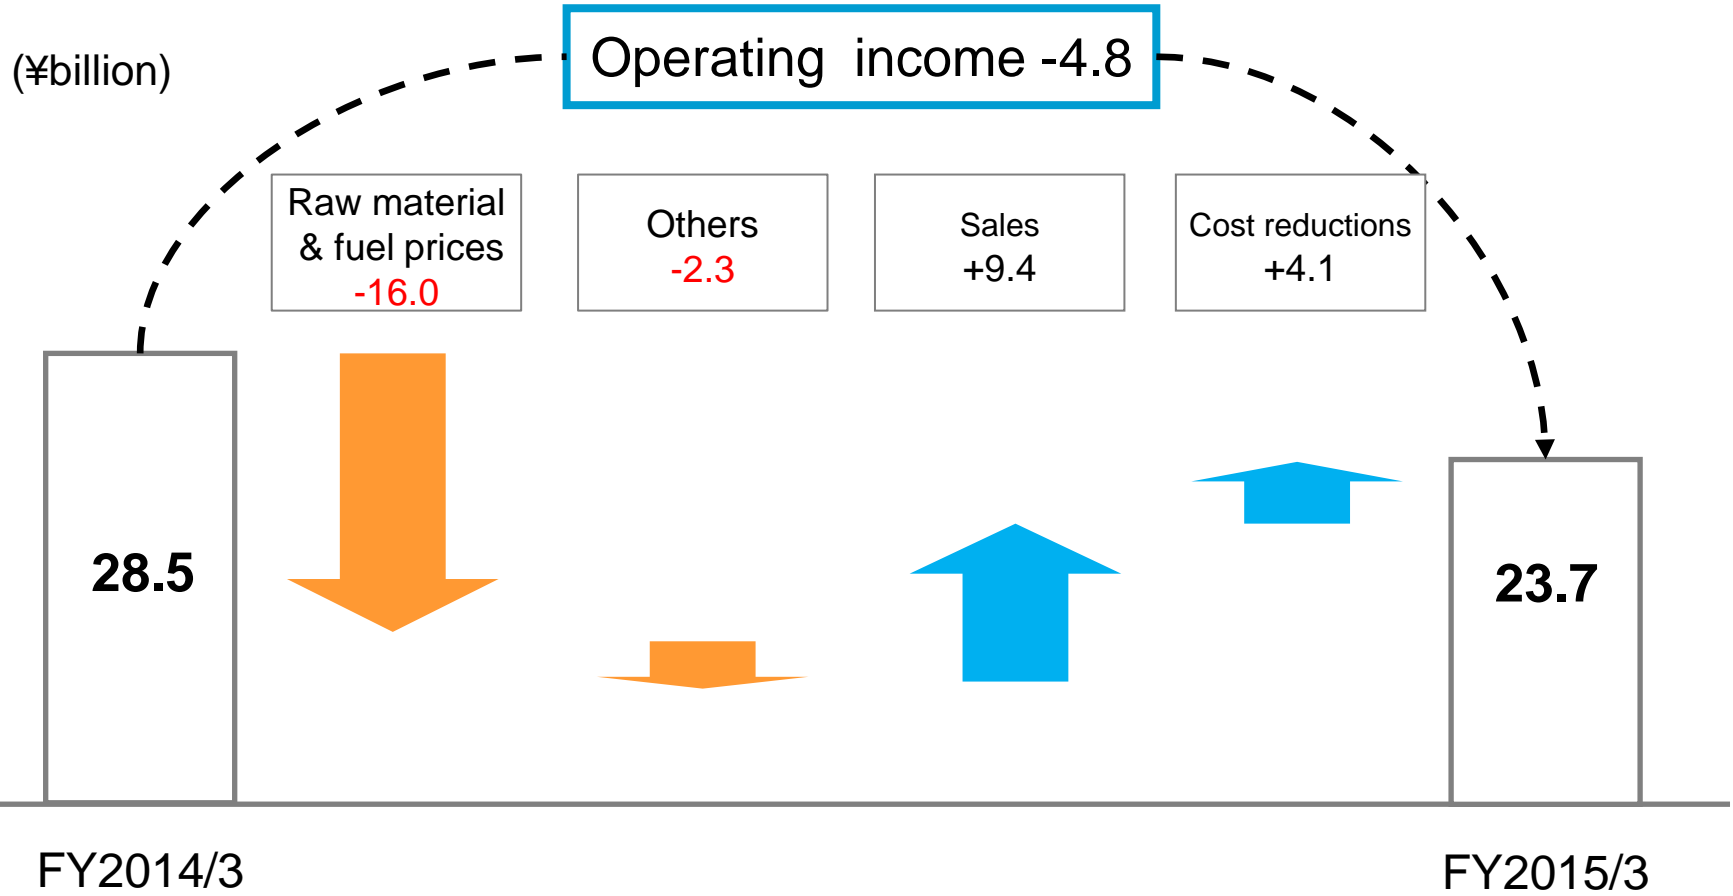 (¥billion)
Operating income -4.8
Raw material
& fuel prices
-16.0
Others
-2.3
Sales
+9.4
Cost reductions
+4.1
28.5
23.7
FY2014/3
FY2015/3